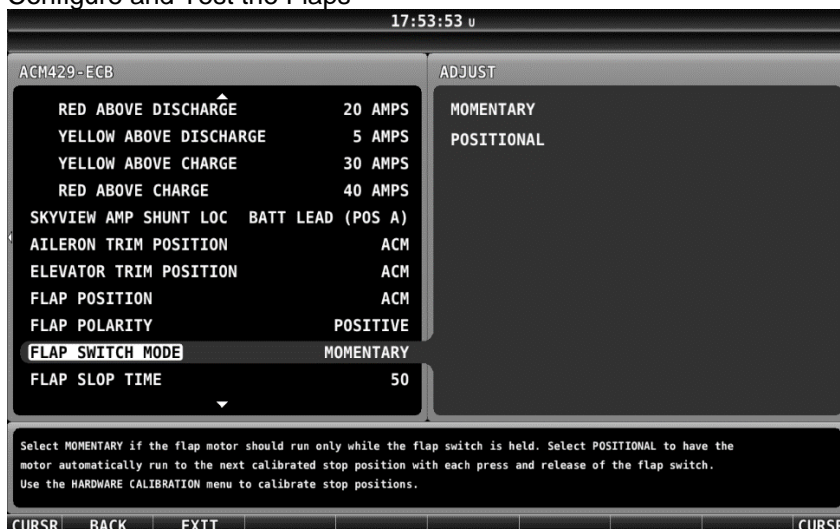 Configure and Test the Flaps
17:53:53 U
ACM429-ECB
ADJUST
RED ABOVE DISCHARGE 20 AMPS
YELLOW ABOVE DISCHARGE 5 AMPS
YELLOW ABOVE CHARGE 30 AMPS
RED ABOVE CHARGE 40 AMPS
SKYVIEW AMP SHUNT LOC BATT LEAD (POS A)
AILERON TRIM POSITION ACM
ELEVATOR TRIM POSITION ACM
FLAP POSITION ACM
FLAP POLARITY POSITIVE
FLAP SWITCH MODE MOMENTARY
FLAP SLOP TIME 50
MOMENTARY
POSITIONAL
Select MOMENTARY if the flap motor should run only while the flap switch is held. Select POSITIONAL to have the
motor automatically run to the next calibrated stop position with each press and release of the flap switch.
Use the HARDWARE CALIBRATION menu to calibrate stop positions.
CURSR BACK EXIT CURSR